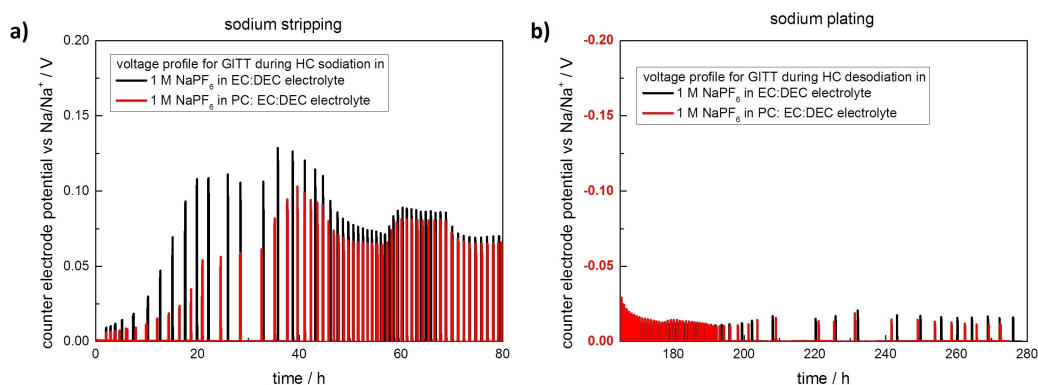 a)
sodium stripping
counter electrode potential vs Na/Na⁺ / V
0.20
0.15
0.10
0.05
0.00
voltage profile for GITT during HC sodiation in
1 M NaPF₆ in EC:DEC electrolyte
1 M NaPF₆ in PC: EC:DEC electrolyte
0 20 40 60 80
time / h
b)
sodium plating
counter electrode potential vs Na/Na⁺ / V
-0.20
-0.15
-0.10
-0.05
0.00
voltage profile for GITT during HC desodiation in
1 M NaPF₆ in EC:DEC electrolyte
1 M NaPF₆ in PC: EC:DEC electrolyte
180 200 220 240 260 280
time / h